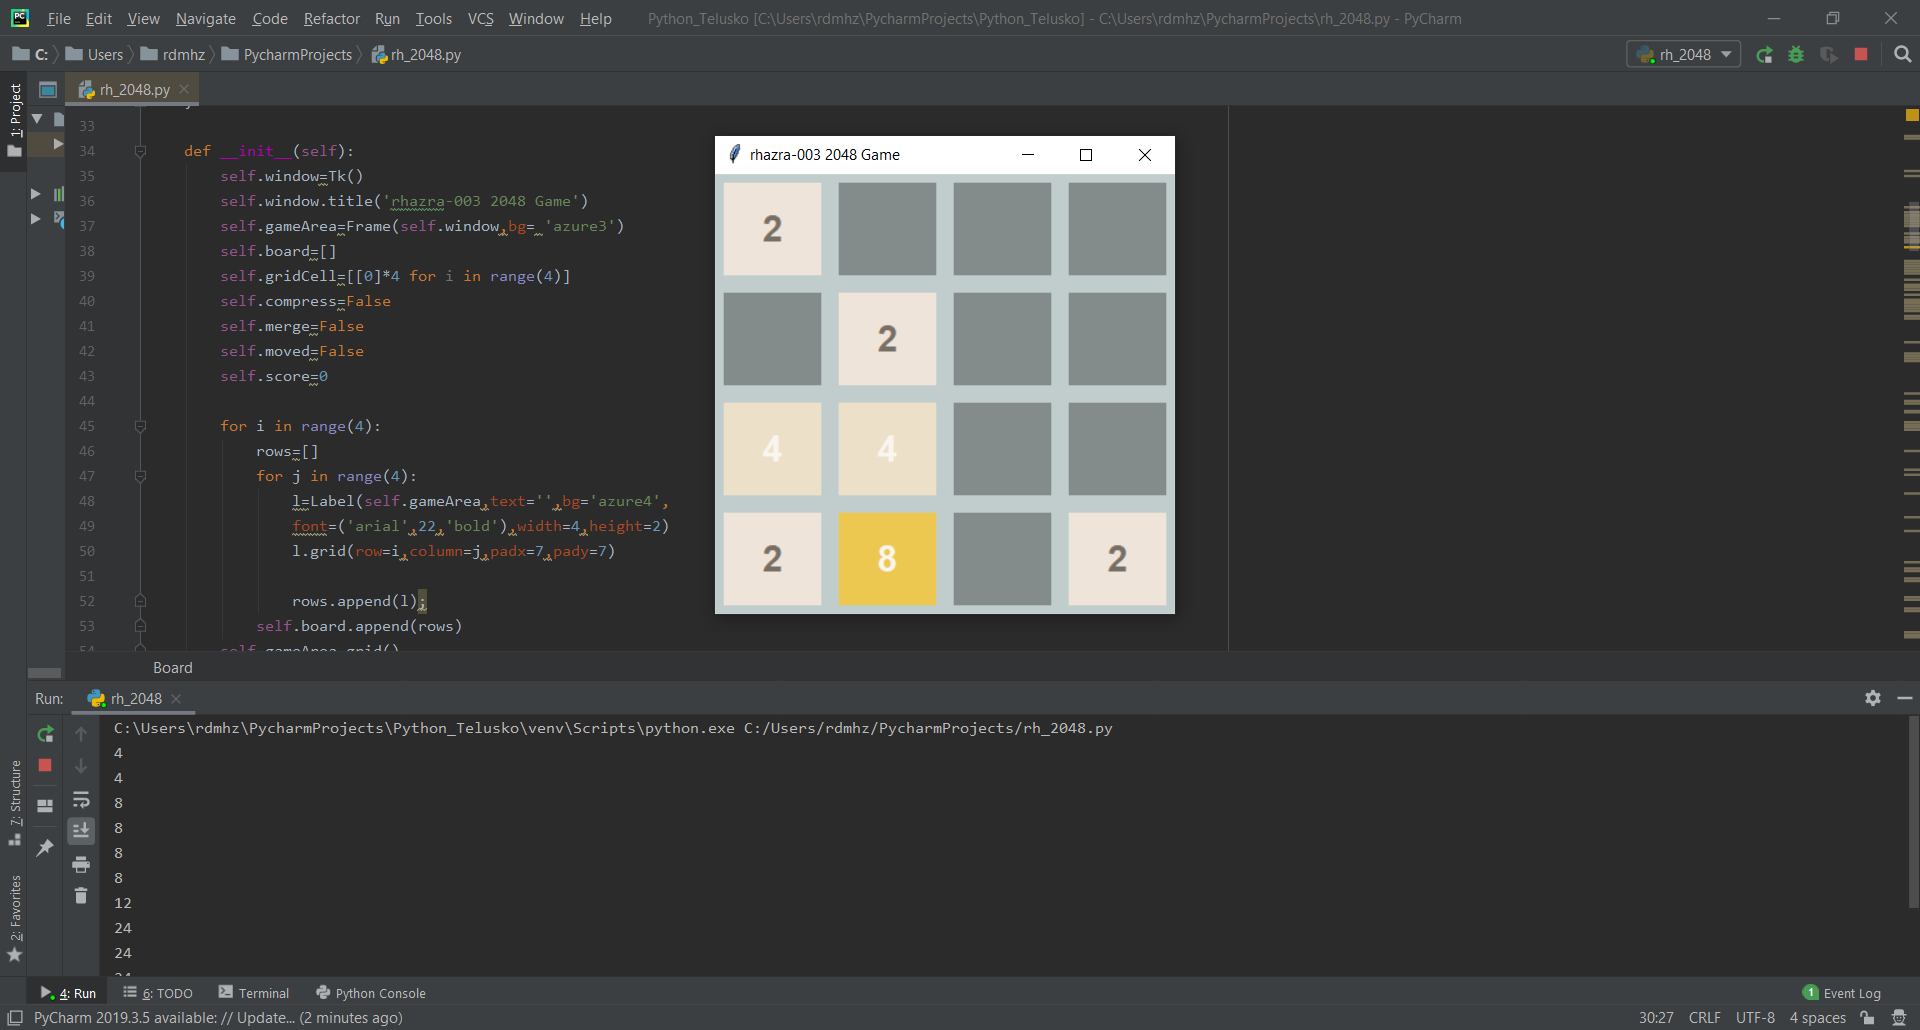 File Edit View Navigate Code Refactor Run Tools VCS Window Help Python_Telusko [C:\Users\rdmhz\PycharmProjects\Python_Telusko] - C:\Users\rdmhz\PycharmProjects\rh_2048.py - PyCharm
C: Users rdmhz PycharmProjects rh_2048.py rh_2048
1: Project
rh_2048.py
33
34 def __init__(self):
35 self.window=Tk()
36 self.window.title('rhazra-003 2048 Game')
37 self.gameArea=Frame(self.window,bg= 'azure3')
38 self.board=[]
39 self.gridCell=[[0]*4 for i in range(4)]
40 self.compress=False
41 self.merge=False
42 self.moved=False
43 self.score=0
44
45 for i in range(4):
46 rows=[]
47 for j in range(4):
48 l=Label(self.gameArea,text='',bg='azure4',
49 font=('arial',22,'bold'),width=4,height=2)
50 l.grid(row=i,column=j,padx=7,pady=7)
51
52 rows.append(l);
53 self.board.append(rows)
54 self.gameArea.grid()
rhazra-003 2048 Game
2
2
4 4
2 8 2
Board
Run: rh_2048
C:\Users\rdmhz\PycharmProjects\Python_Telusko\venv\Scripts\python.exe C:/Users/rdmhz/PycharmProjects/rh_2048.py
4
4
8
8
8
8
12
24
24
24
7: Structure
2: Favorites
4: Run 6: TODO Terminal Python Console 1 Event Log
PyCharm 2019.3.5 available: // Update... (2 minutes ago) 30:27 CRLF UTF-8 4 spaces